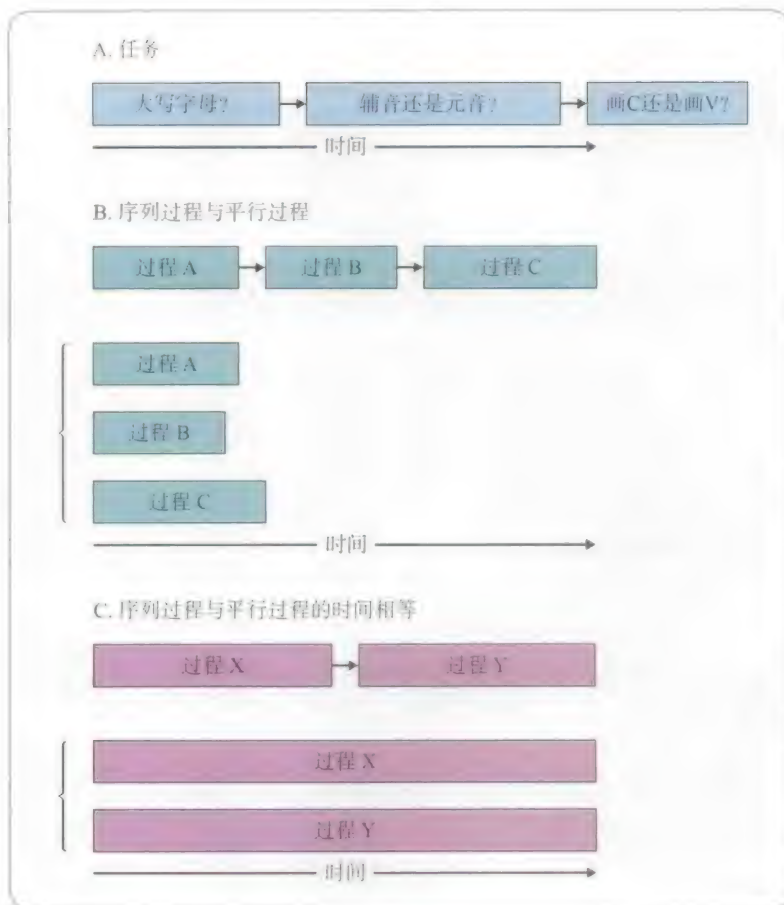 A. 任务
大写字母? 辅音还是元音? 画C还是画V?
时间
B. 序列过程与平行过程
过程 A 过程 B 过程 C
过程 A
过程 B
过程 C
时间
C. 序列过程与平行过程的时间相等
过程 X 过程 Y
过程 X
过程 Y
时间